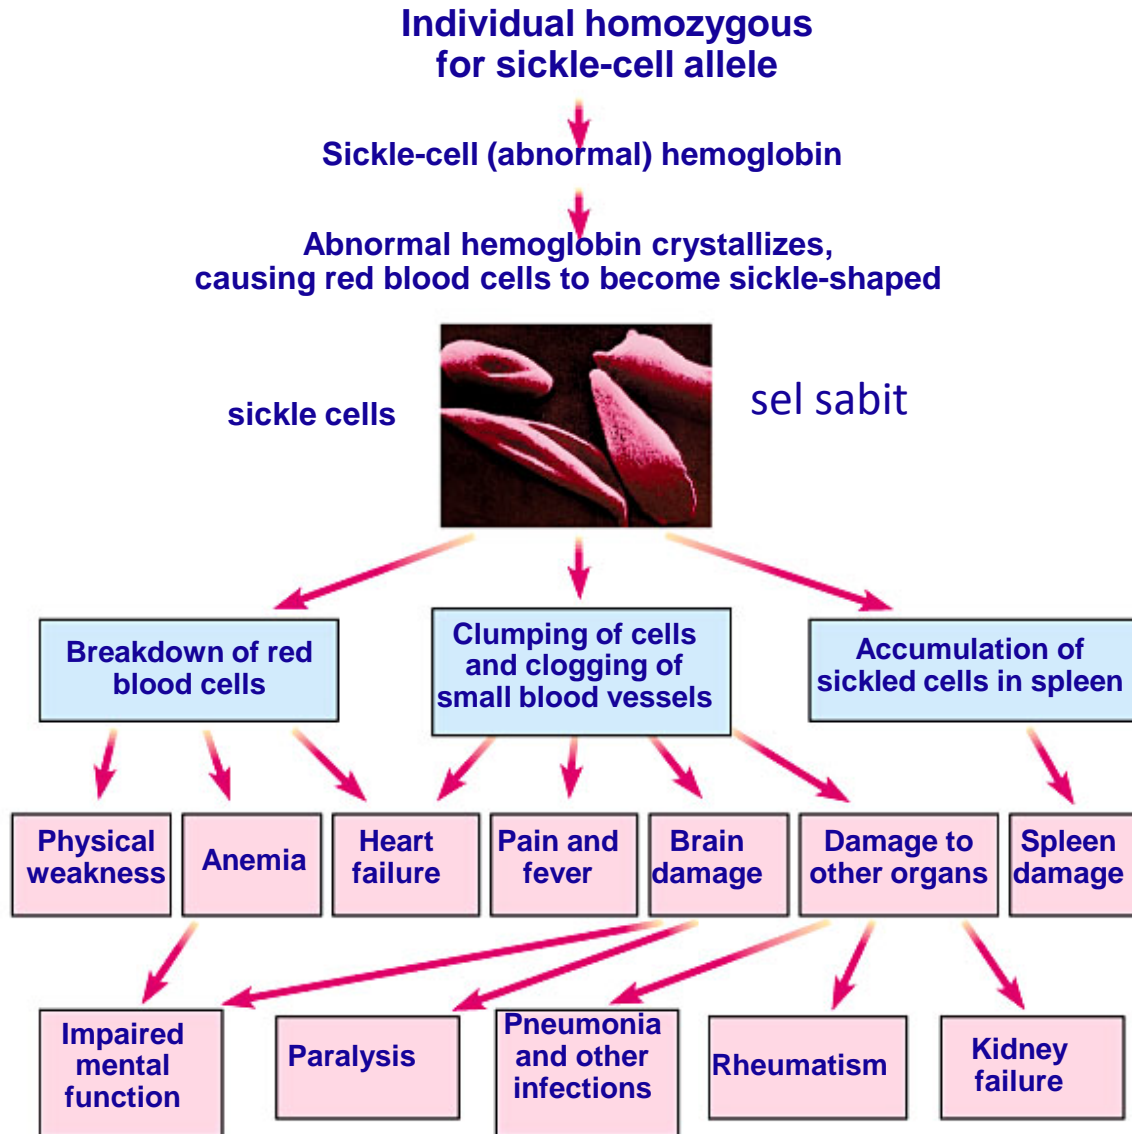 Individual homozygous
for sickle-cell allele
Sickle-cell (abnormal) hemoglobin
Abnormal hemoglobin crystallizes,
causing red blood cells to become sickle-shaped
sickle cells
sel sabit
Breakdown of red
blood cells
Clumping of cells
and clogging of
small blood vessels
Accumulation of
sickled cells in spleen
Physical
weakness
Anemia
Heart
failure
Pain and
fever
Brain
damage
Damage to
other organs
Spleen
damage
Impaired
mental
function
Paralysis
Pneumonia
and other
infections
Rheumatism
Kidney
failure